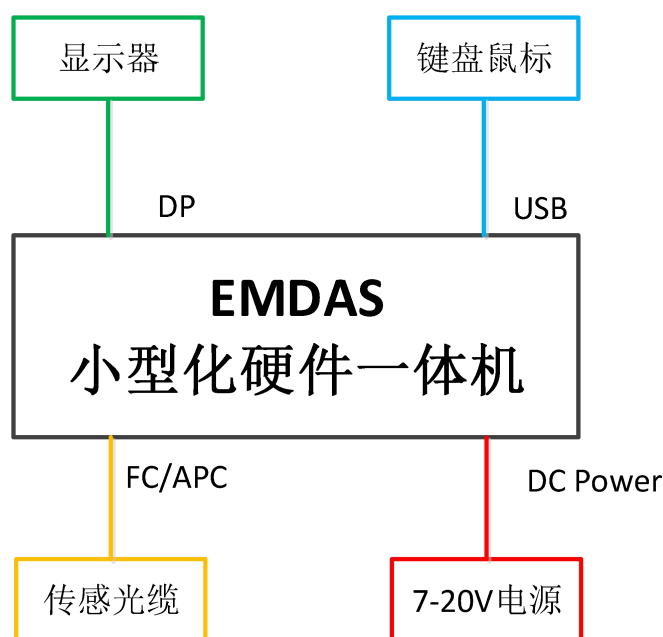 显示器
键盘鼠标
DP
USB
EMDAS
小型化硬件一体机
FC/APC
DC Power
传感光缆
7-20V电源